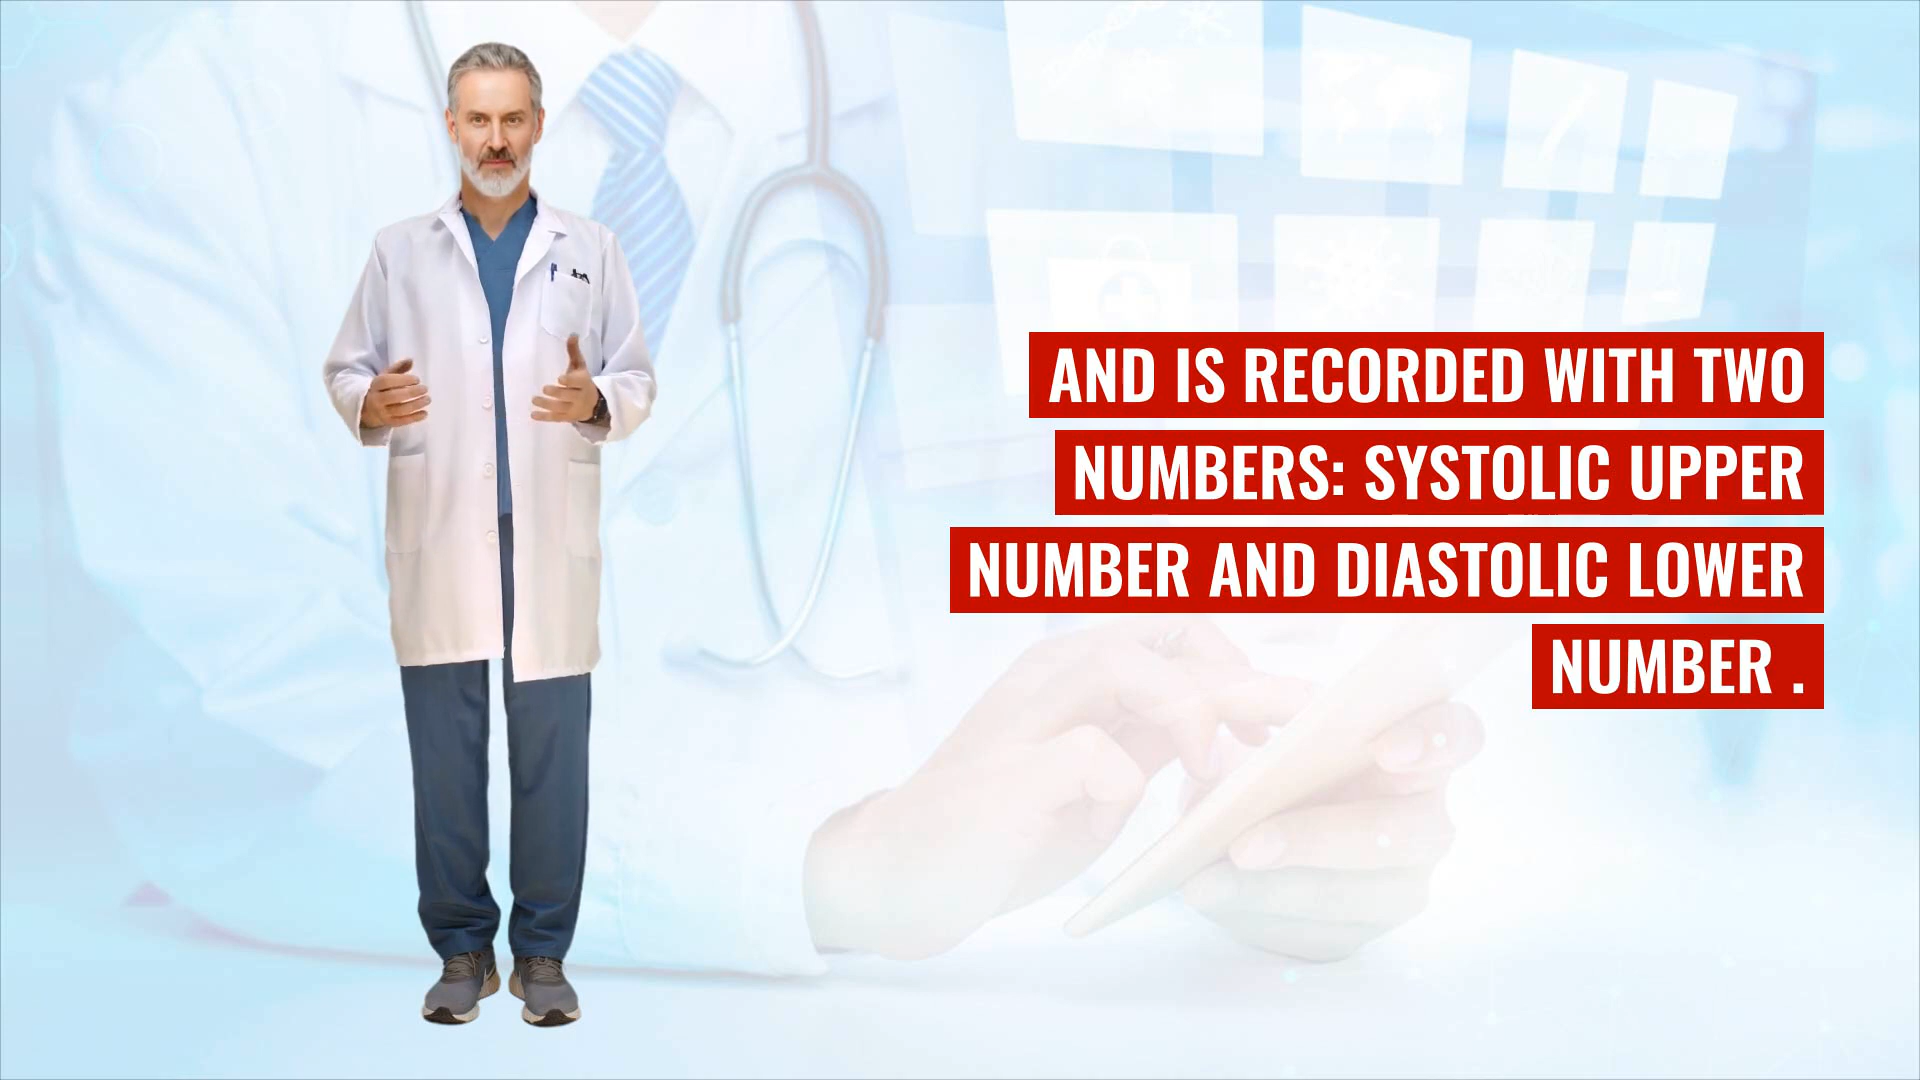 AND IS RECORDED WITH TWO
NUMBERS: SYSTOLIC UPPER
NUMBER AND DIASTOLIC LOWER
NUMBER .